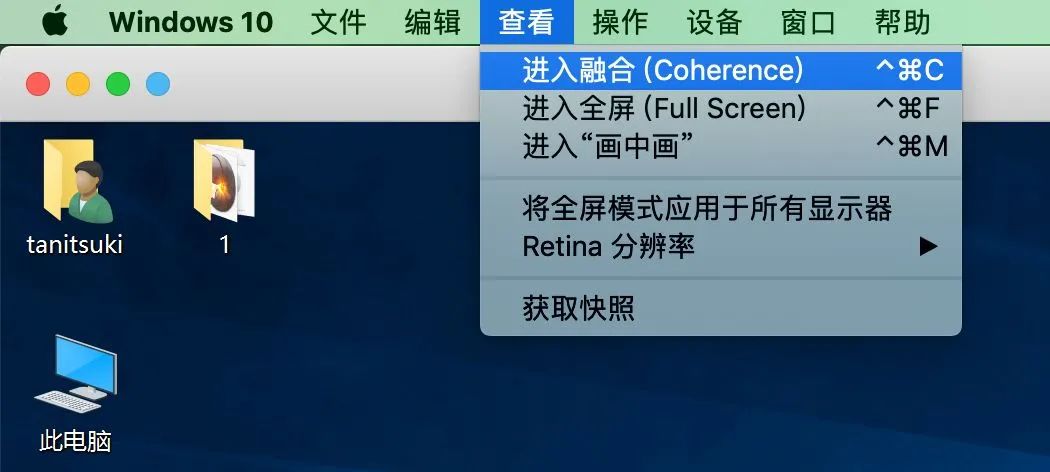 Windows 10 文件 编辑 查看 操作 设备 窗口 帮助
进入融合 (Coherence) ^⌘C
进入全屏 (Full Screen) ^⌘F
进入“画中画” ^⌘M
将全屏模式应用于所有显示器
Retina 分辨率 ▶
获取快照
tanitsuki
1
此电脑